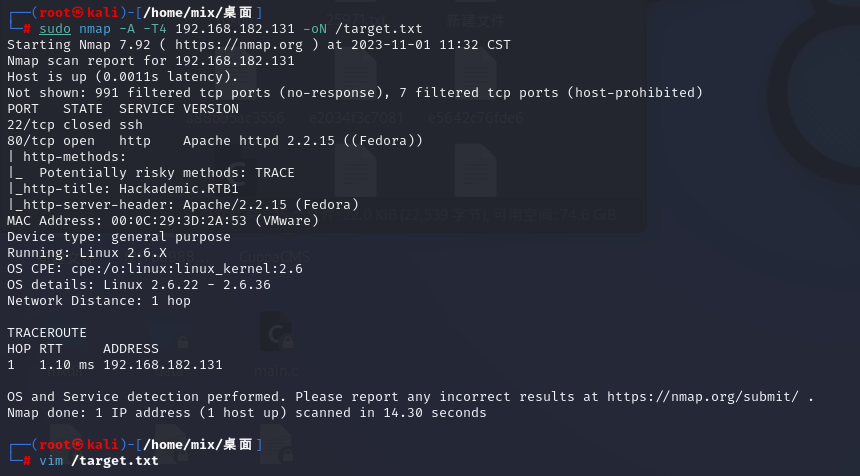 ┌──(root㉿kali)-[/home/mix/桌面]
└─# sudo nmap -A -T4 192.168.182.131 -oN /target.txt
Starting Nmap 7.92 ( https://nmap.org ) at 2023-11-01 11:32 CST
Nmap scan report for 192.168.182.131
Host is up (0.0011s latency).
Not shown: 991 filtered tcp ports (no-response), 7 filtered tcp ports (host-prohibited)
PORT   STATE  SERVICE VERSION
22/tcp closed ssh
80/tcp open   http    Apache httpd 2.2.15 ((Fedora))
| http-methods:
|_  Potentially risky methods: TRACE
|_http-title: Hackademic.RTB1
|_http-server-header: Apache/2.2.15 (Fedora)
MAC Address: 00:0C:29:3D:2A:53 (VMware)
Device type: general purpose
Running: Linux 2.6.X
OS CPE: cpe:/o:linux:linux_kernel:2.6
OS details: Linux 2.6.22 - 2.6.36
Network Distance: 1 hop

TRACEROUTE
HOP RTT     ADDRESS
1   1.10 ms 192.168.182.131

OS and Service detection performed. Please report any incorrect results at https://nmap.org/submit/ .
Nmap done: 1 IP address (1 host up) scanned in 14.30 seconds

┌──(root㉿kali)-[/home/mix/桌面]
└─# vim /target.txt
main.c